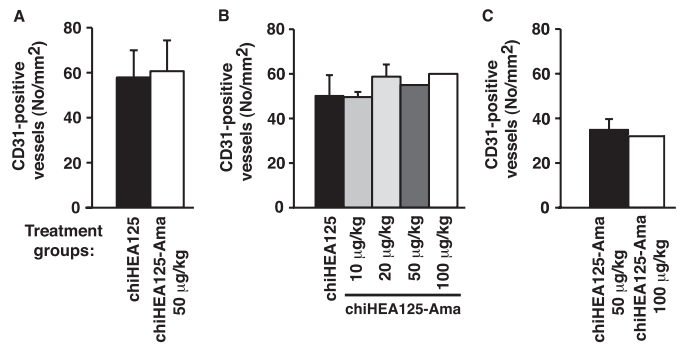 A
CD31-positive
vessels (No/mm2)
80
60
40
20
0
Treatment
groups:
chiHEA125
chiHEA125-Ama
50 µg/kg
B
CD31-positive
vessels (No/mm2)
80
60
40
20
0
chiHEA125
10 µg/kg
20 µg/kg
50 µg/kg
100 µg/kg
chiHEA125-Ama
C
CD31-positive
vessels (No/mm2)
80
60
40
20
0
chiHEA125-Ama
50 µg/kg
chiHEA125-Ama
100 µg/kg